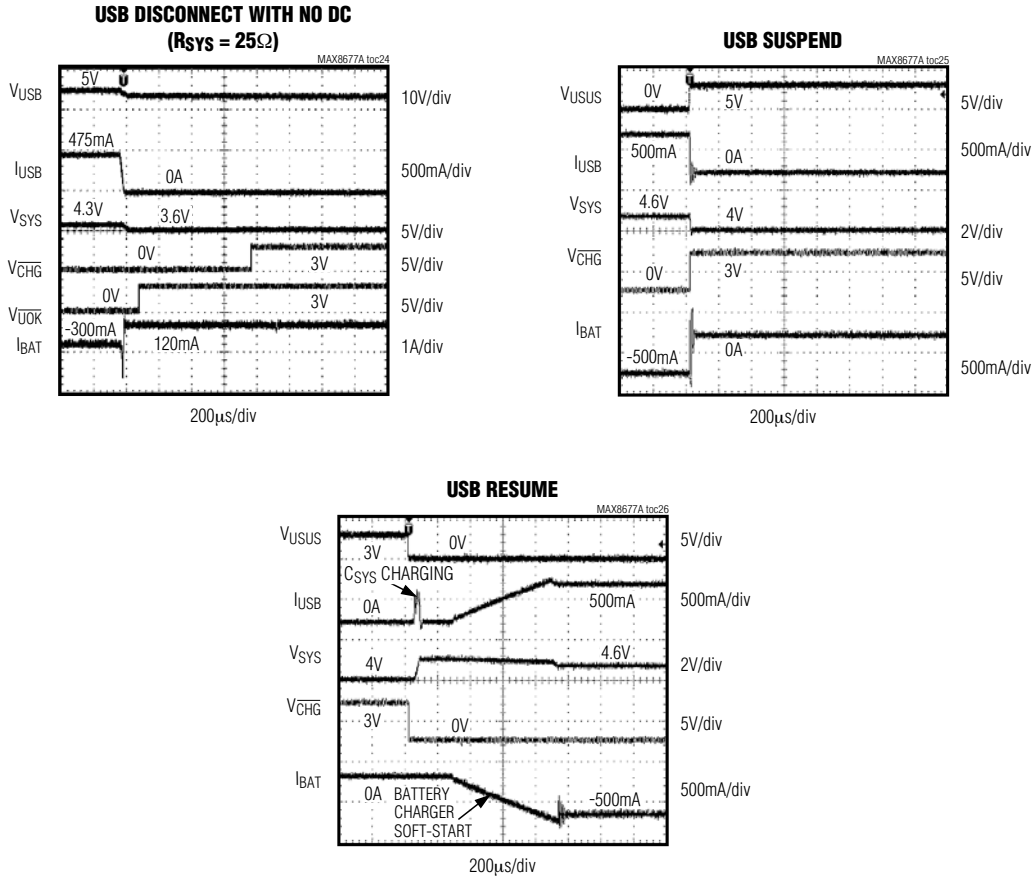 USB DISCONNECT WITH NO DC
(RSYS = 25Ω)
MAX8677A toc24
VUSB
5V
10V/div
475mA
IUSB
0A
500mA/div
VSYS
4.3V
3.6V
5V/div
VCHG
0V
3V
5V/div
VUOK
0V
3V
5V/div
IBAT
-300mA
120mA
1A/div
200µs/div
USB SUSPEND
MAX8677A toc25
VUSUS
0V
5V
5V/div
IUSB
500mA
0A
500mA/div
VSYS
4.6V
4V
2V/div
VCHG
0V
3V
5V/div
IBAT
-500mA
0A
500mA/div
200µs/div
USB RESUME
MAX8677A toc26
VUSUS
3V
0V
5V/div
CSYS CHARGING
IUSB
0A
500mA
500mA/div
VSYS
4V
4.6V
2V/div
VCHG
3V
0V
5V/div
IBAT
0A
BATTERY
CHARGER
SOFT-START
-500mA
500mA/div
200µs/div